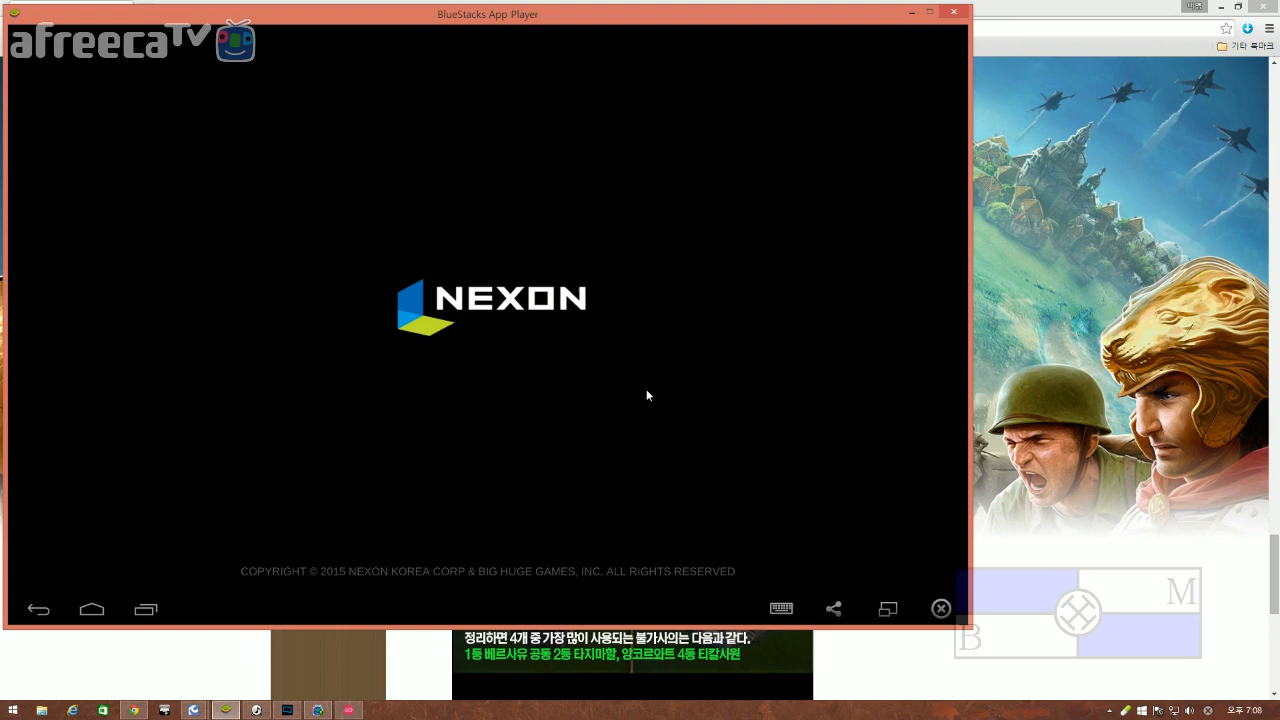 BlueStacks App Player
미연
afreecaTV
기타 북마크
NEXON
COPYRIGHT © 2015 NEXON KOREA CORP & BIG HUGE GAMES, INC. ALL RIGHTS RESERVED
M
B
정리하면 4개 중 가장 많이 사용되는 불가사의는 다음과 같다.
1등 베르사유 공동 2등 타지마할, 앙코르와트 4등 티칼사원
오후 7:08